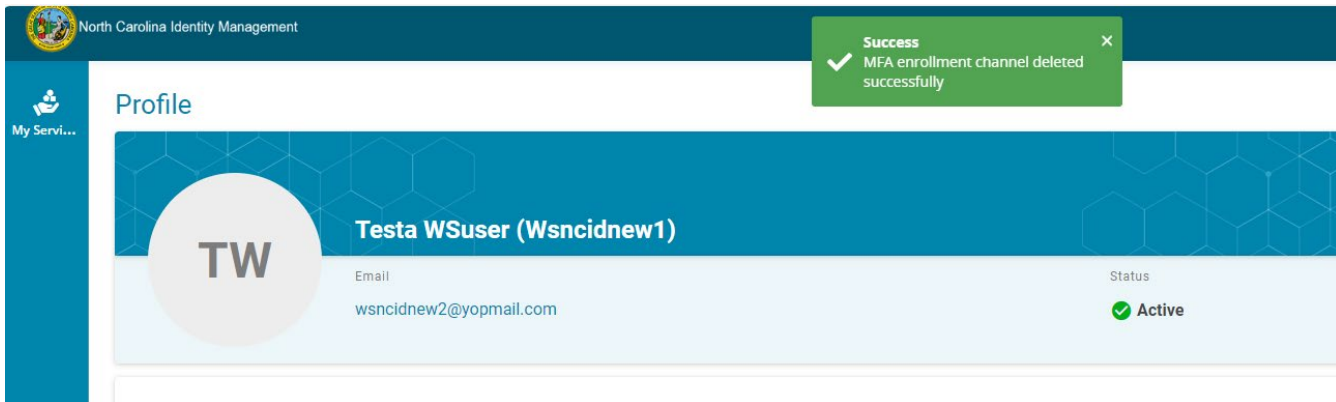 North Carolina Identity Management
Success
MFA enrollment channel deleted
successfully
My Servi...
Profile
TW
Testa WSuser (Wsncidnew1)
Email
Status
wsncidnew2@yopmail.com
Active